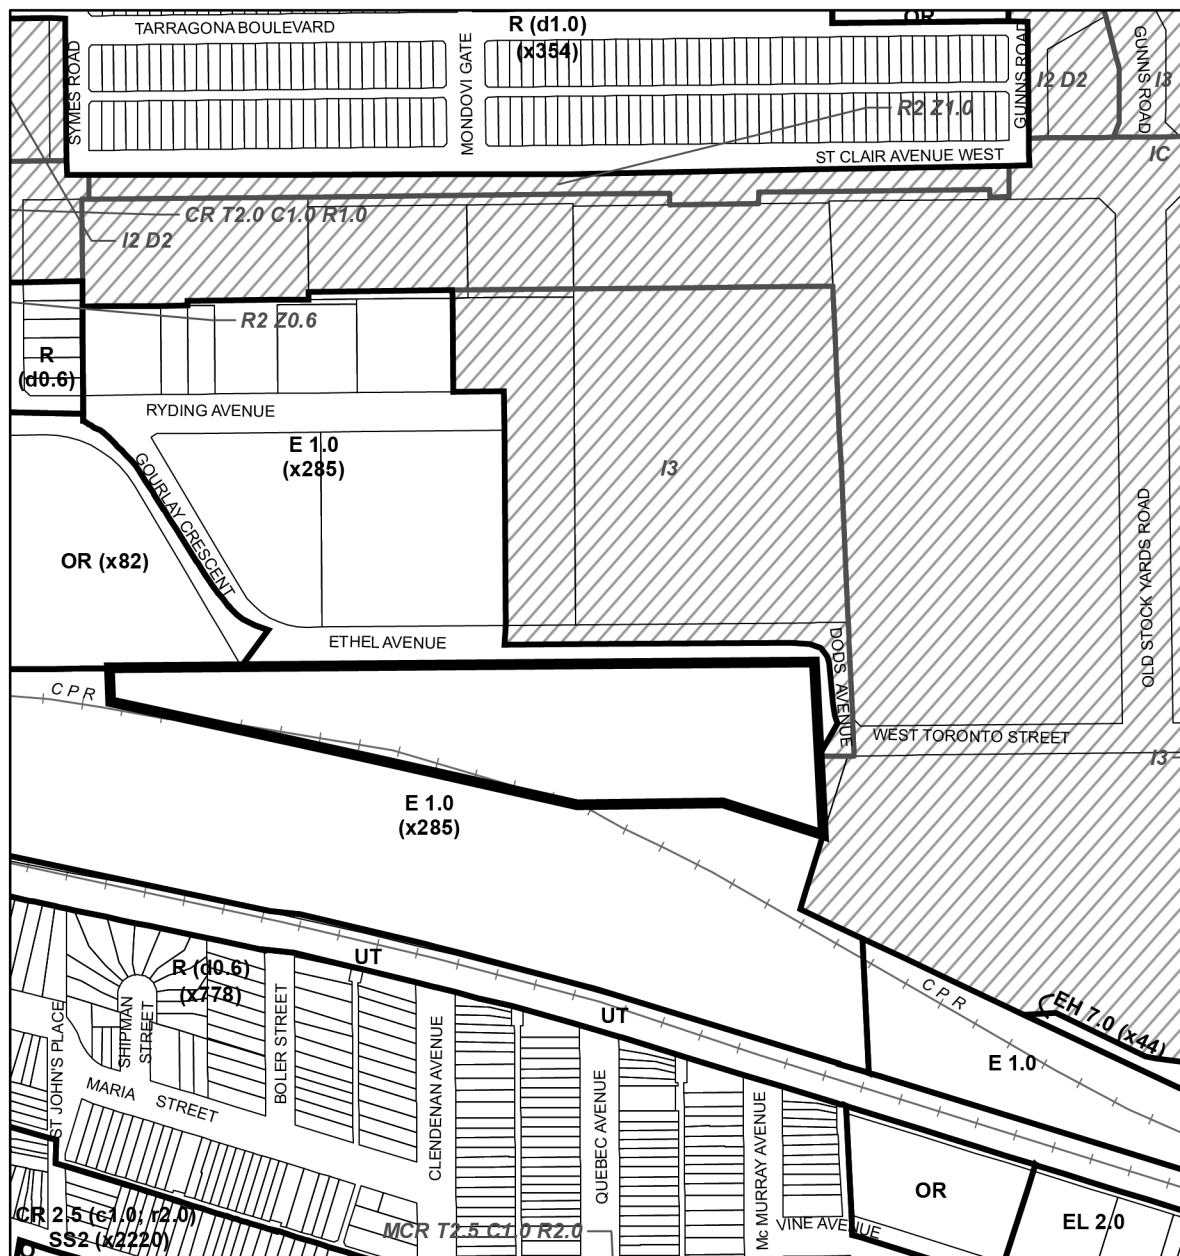 OR
TARRAGONA BOULEVARD
R (d1.0)
(x354)
SYMES ROAD
MONDOVI GATE
GUNNS ROAD
GUNNS ROAD
I2 D2
I3
R2 Z1.0
ST CLAIR AVENUE WEST
IC
CR T2.0 C1.0 R1.0
I2 D2
R2 Z0.6
R
(d0.6)
RYDING AVENUE
E 1.0
(x285)
I3
GOURLAY CRESCENT
OR (x82)
OLD STOCK YARDS ROAD
ETHEL AVENUE
DODS AVENUE
CPR
WEST TORONTO STREET
I3
E 1.0
(x285)
UT
R (d0.6)
(x778)
CPR
UT
EH 7.0 (x44)
E 1.0
ST JOHN'S PLACE
SHIPMAN
STREET
BOLER STREET
MARIA STREET
CLENDENAN AVENUE
QUEBEC AVENUE
Mc MURRAY AVENUE
OR
CR 2.5 (c1.0; r2.0)
SS2 (x2220)
MCR T2.5 C1.0 R2.0
VINE AVENUE
EL 2.0